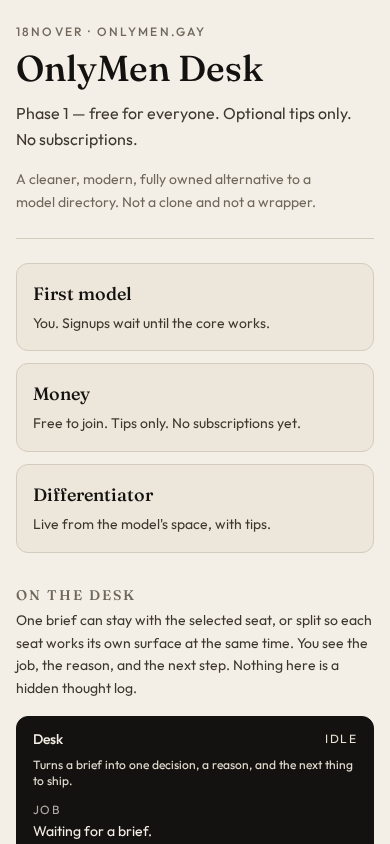 18NOVER · ONLYMEN.GAY
OnlyMen Desk
Phase 1 — free for everyone. Optional tips only.
No subscriptions.
A cleaner, modern, fully owned alternative to a
model directory. Not a clone and not a wrapper.
First model
You. Signups wait until the core works.
Money
Free to join. Tips only. No subscriptions yet.
Differentiator
Live from the model's space, with tips.
ON THE DESK
One brief can stay with the selected seat, or split so each
seat works its own surface at the same time. You see the
job, the reason, and the next step. Nothing here is a
hidden thought log.
Desk IDLE
Turns a brief into one decision, a reason, and the next thing
to ship.
JOB
Waiting for a brief.